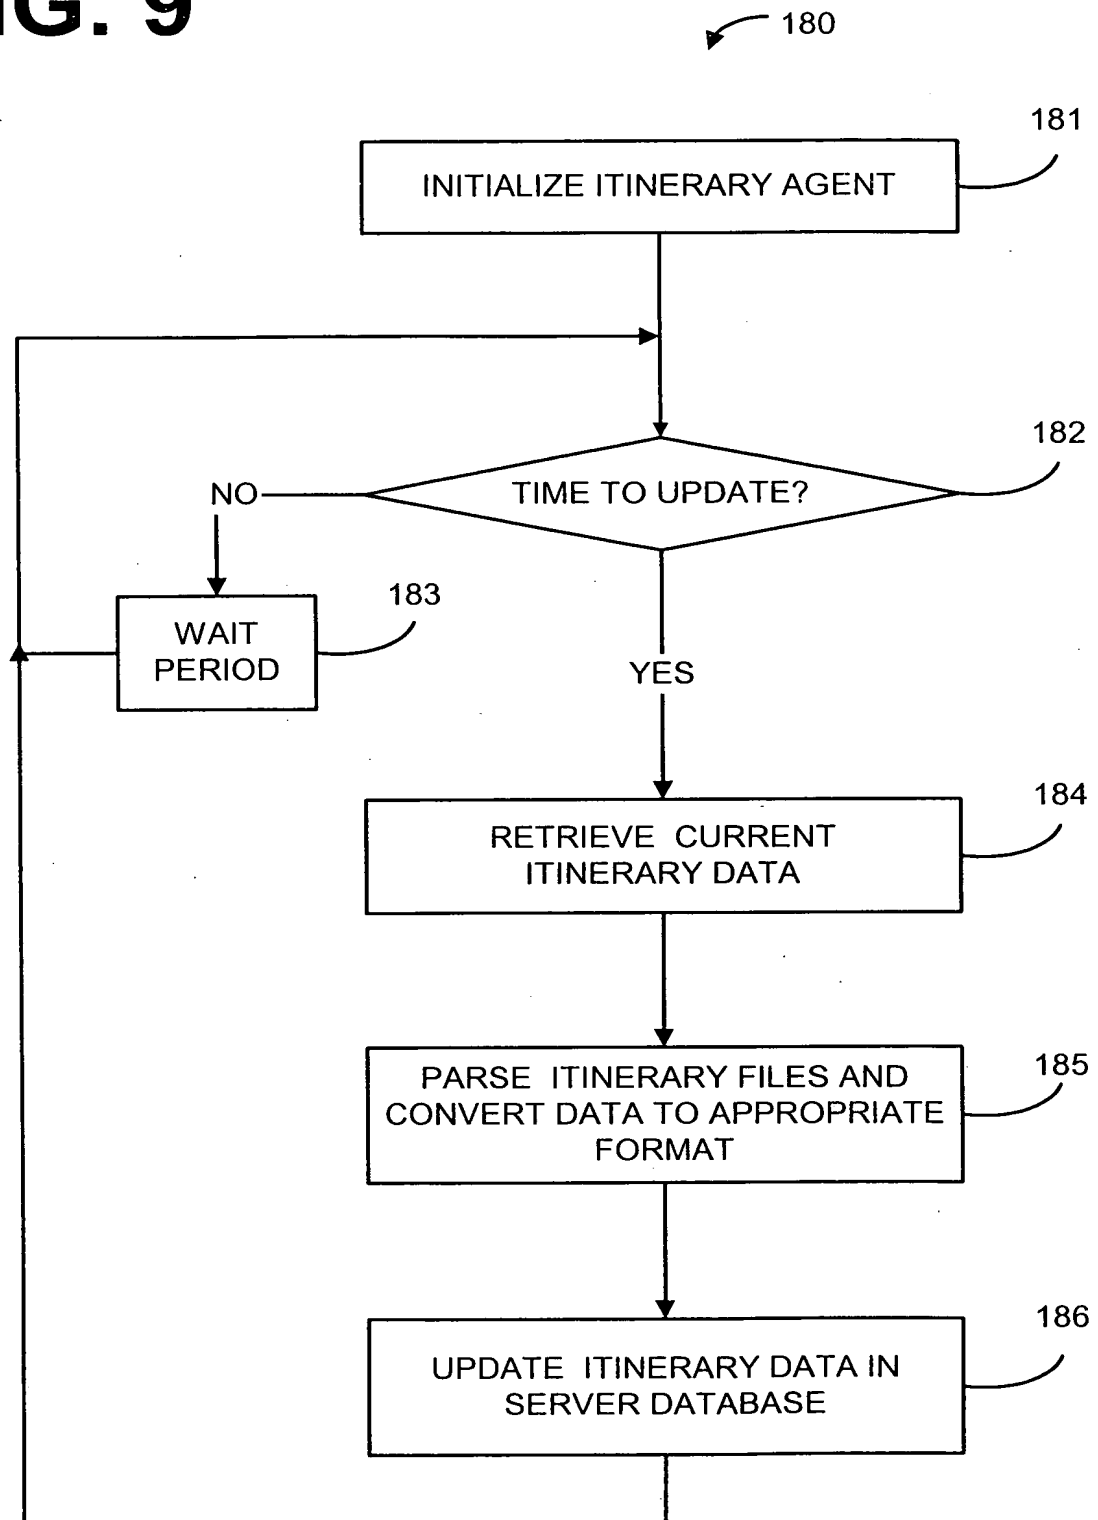 FIG. 9
180
181
INITIALIZE ITINERARY AGENT
182
TIME TO UPDATE?
NO
183
WAIT
PERIOD
YES
184
RETRIEVE CURRENT
ITINERARY DATA
185
PARSE ITINERARY FILES AND
CONVERT DATA TO APPROPRIATE
FORMAT
186
UPDATE ITINERARY DATA IN
SERVER DATABASE